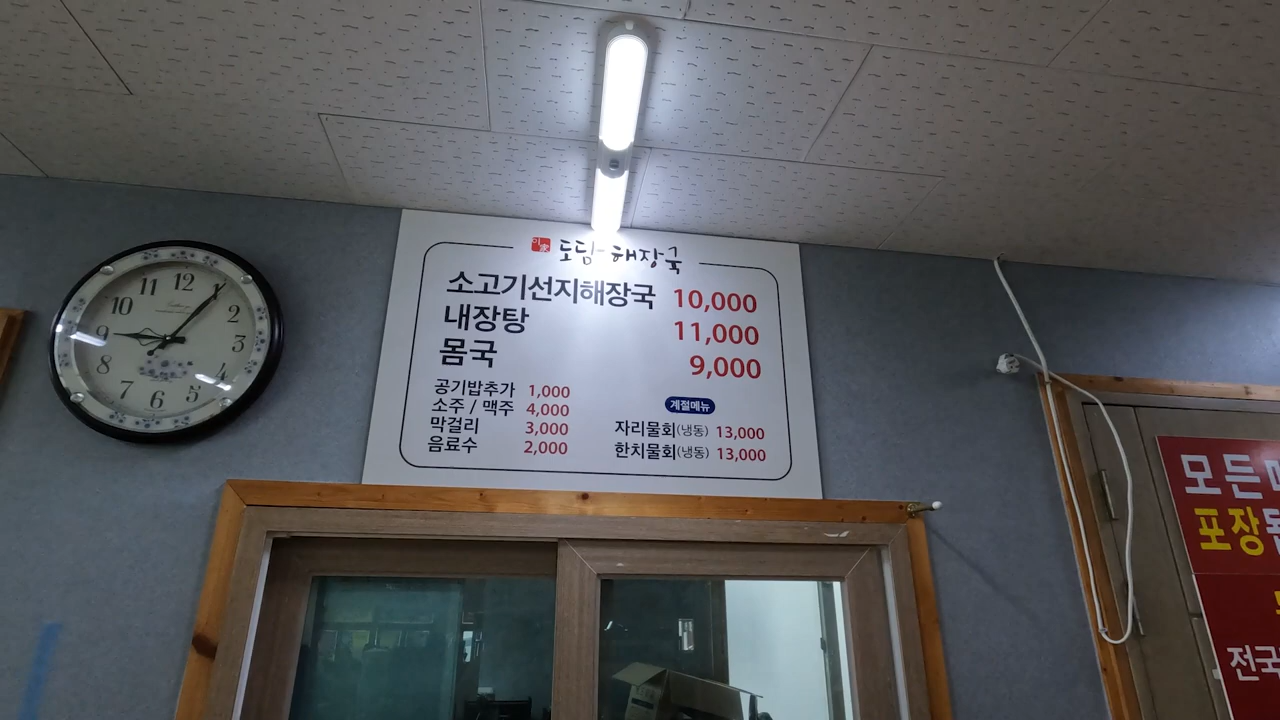 도담 해장국
소고기선지해장국 10,000
내장탕 11,000
몸국 9,000
공기밥추가 1,000
소주 / 맥주 4,000
막걸리 3,000
음료수 2,000
계절메뉴
자리물회(냉동) 13,000
한치물회(냉동) 13,000
12
1
2
3
4
5
6
7
8
9
10
11
모든
포장
전국